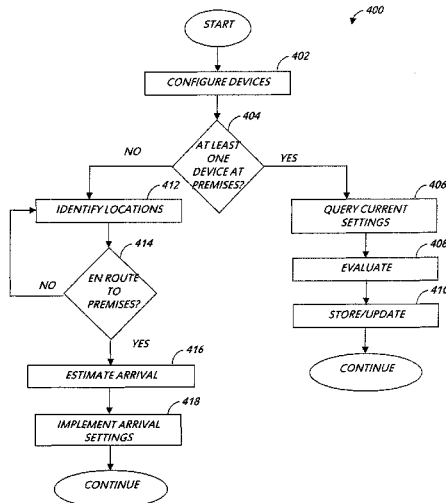 START
400
402
CONFIGURE DEVICES
404
AT LEAST
ONE
DEVICE AT
PREMISES?
NO
YES
412
IDENTIFY LOCATIONS
414
EN ROUTE
TO
PREMISES?
NO
YES
416
ESTIMATE ARRIVAL
418
IMPLEMENT ARRIVAL
SETTINGS
CONTINUE
406
QUERY CURRENT
SETTINGS
408
EVALUATE
410
STORE/UPDATE
CONTINUE